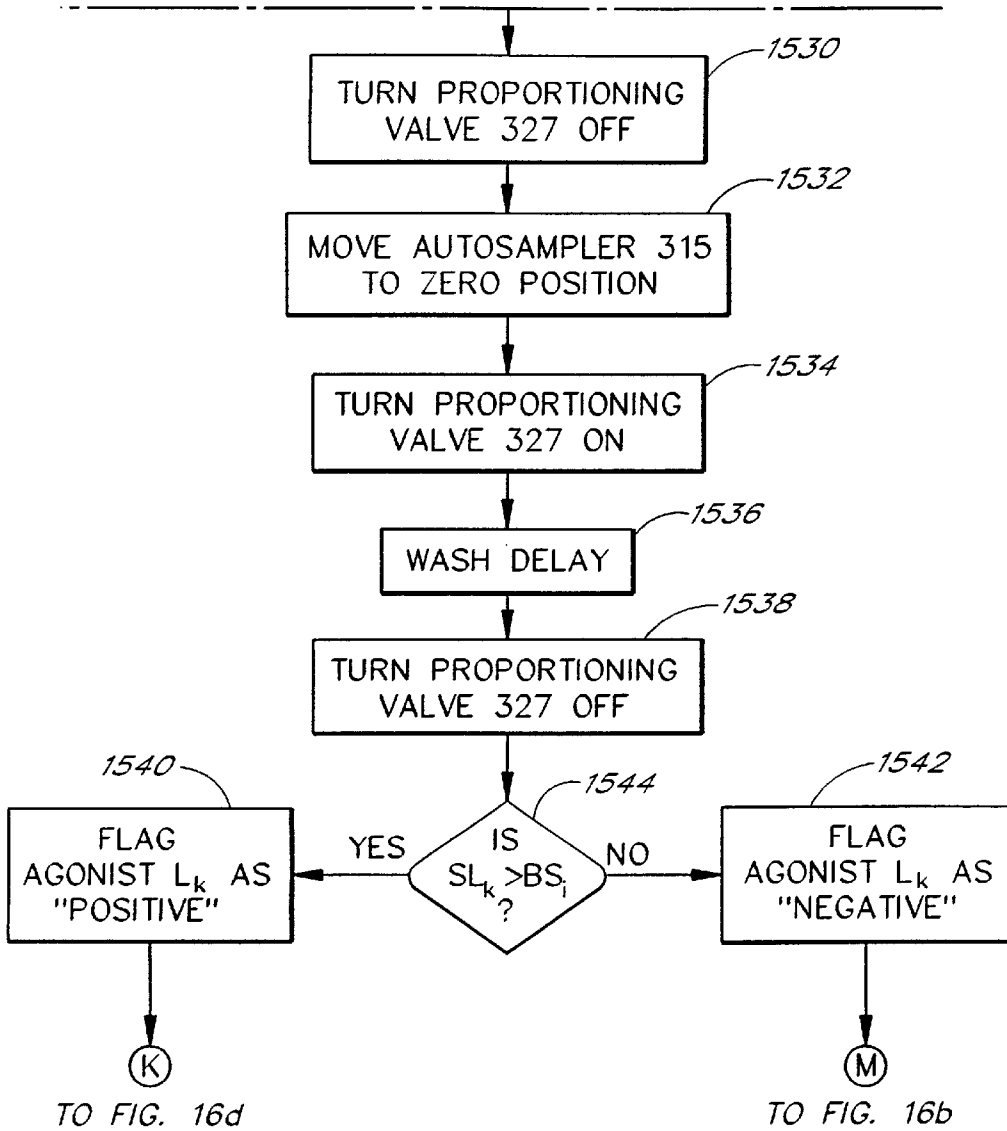 1530
TURN PROPORTIONING
VALVE 327 OFF
1532
MOVE AUTOSAMPLER 315
TO ZERO POSITION
1534
TURN PROPORTIONING
VALVE 327 ON
1536
WASH DELAY
1538
TURN PROPORTIONING
VALVE 327 OFF
1540
FLAG
AGONIST Lk AS
"POSITIVE"
YES
1544
IS
SLk >BSi
?
NO
1542
FLAG
AGONIST Lk AS
"NEGATIVE"
K
TO FIG. 16d
M
TO FIG. 16b